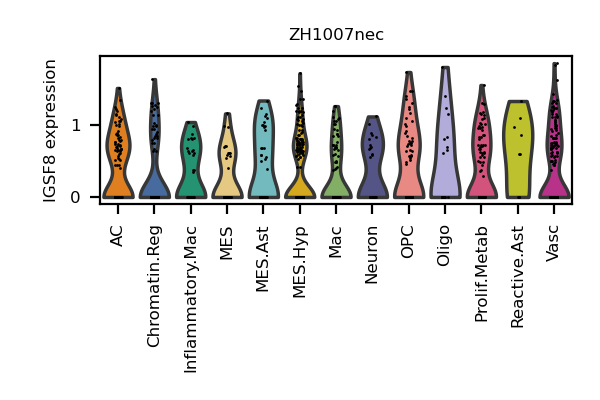 ZH1007nec
IGSF8 expression
1
0
AC
Chromatin.Reg
Inflammatory.Mac
MES
MES.Ast
MES.Hyp
Mac
Neuron
OPC
Oligo
Prolif.Metab
Reactive.Ast
Vasc